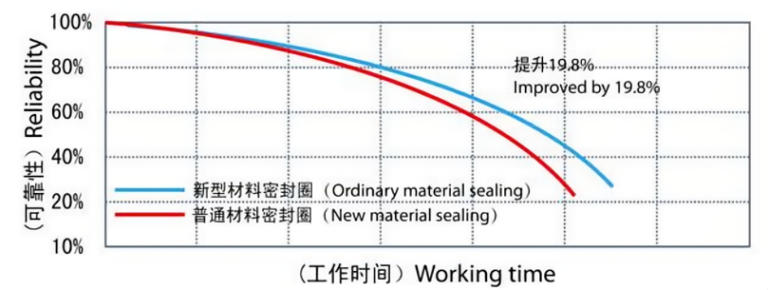 100%
80%
60%
40%
20%
10%
(可靠性) Reliability
提升19.8%
Improved by 19.8%
新型材料密封圈（Ordinary material sealing）
普通材料密封圈（New material sealing）
(工作时间）Working time